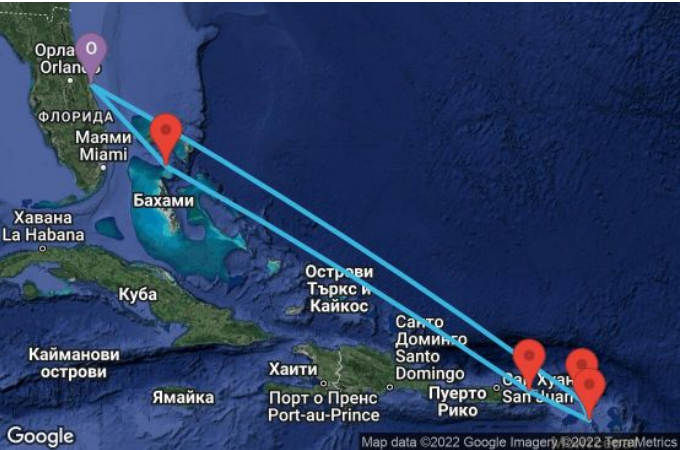 Орла
Orlando
O
ФЛОРИДА
Маями
Miami
Бахами
Хавана
La Habana
Куба
Острови
Търкс и
Кайкос
Санто
Доминго
Santo
Domingo
Кайманови
острови
Хаити
Ямайка
Порт о Пренс
Port-au-Prince
Пуерто
Рико
Сан Хуан
San Juan
Google
Map data ©2022 Google Imagery ©2022 TerraMetrics